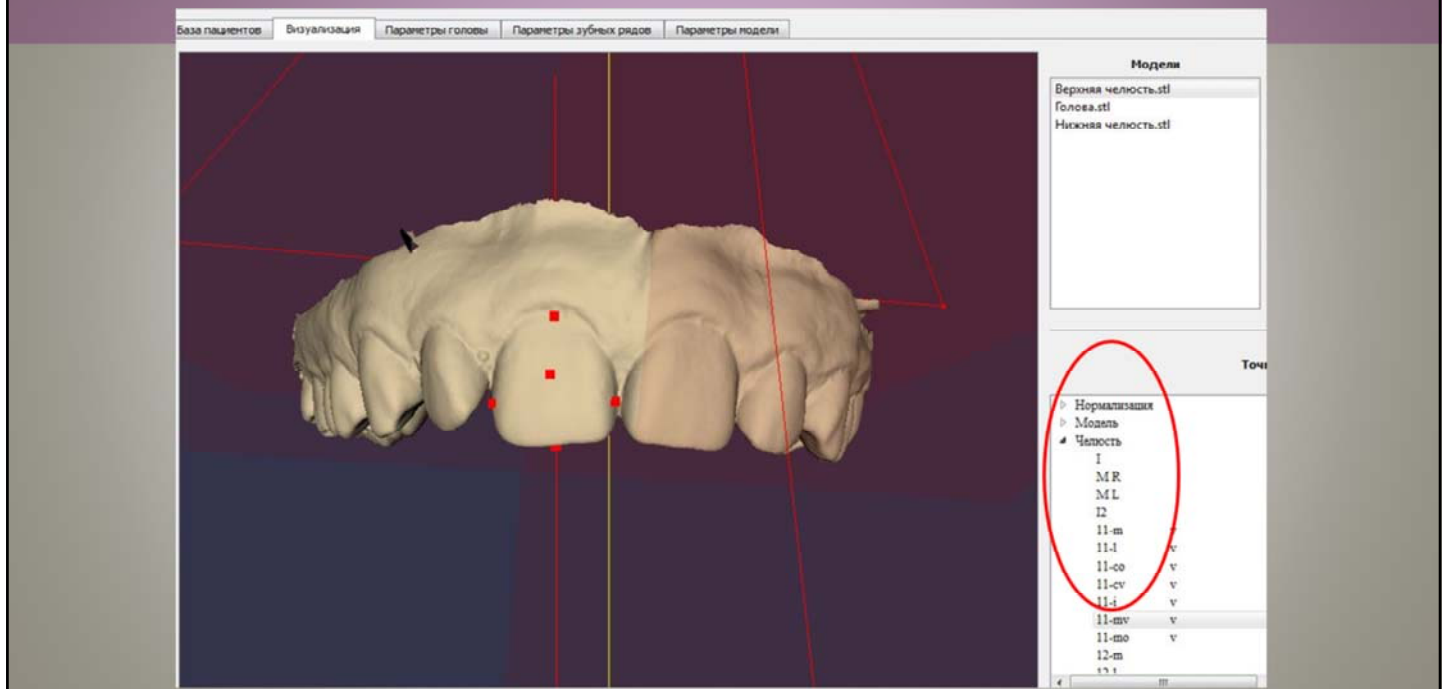 База пациентов Визуализация Параметры головы Параметры зубных рядов Параметры модели
Модели
Верхняя челюсть.stl
Голова.stl
Нижняя челюсть.stl
Нормализация
Модель
Челюсть
I
M R
M L
I2
11-m v
11-l v
11-co v
11-cv v
11-i v
11-mv v
11-mo v
12-m